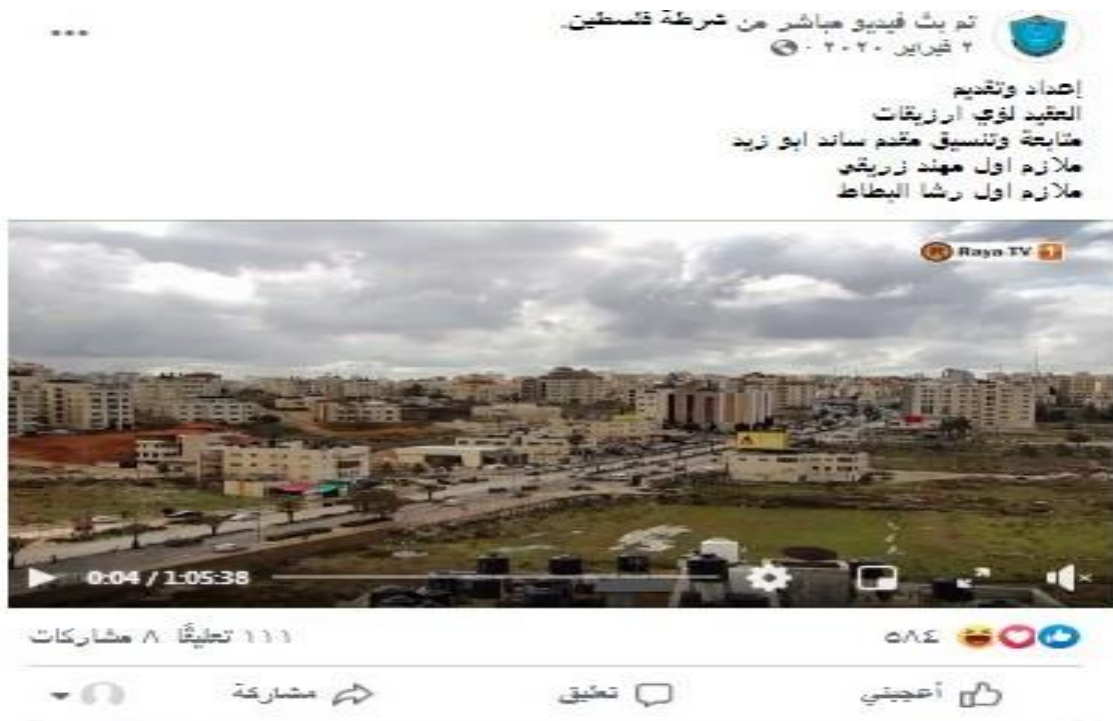 تم بث فيديو مباشر من شرطة فلسطين.
٢ فبراير ٢٠٢٠ ·
إعداد وتقديم
العقيد لؤي ارزيقات
متابعة وتنسيق مقدم ساند ابو زيد
ملازم اول مهند زريقي
ملازم اول رشا البطاط
Raya TV 1
0:04 / 1:05:38
٥٨٤
١١١ تعليقًا ٨ مشاركات
أعجبني
تعليق
مشاركة